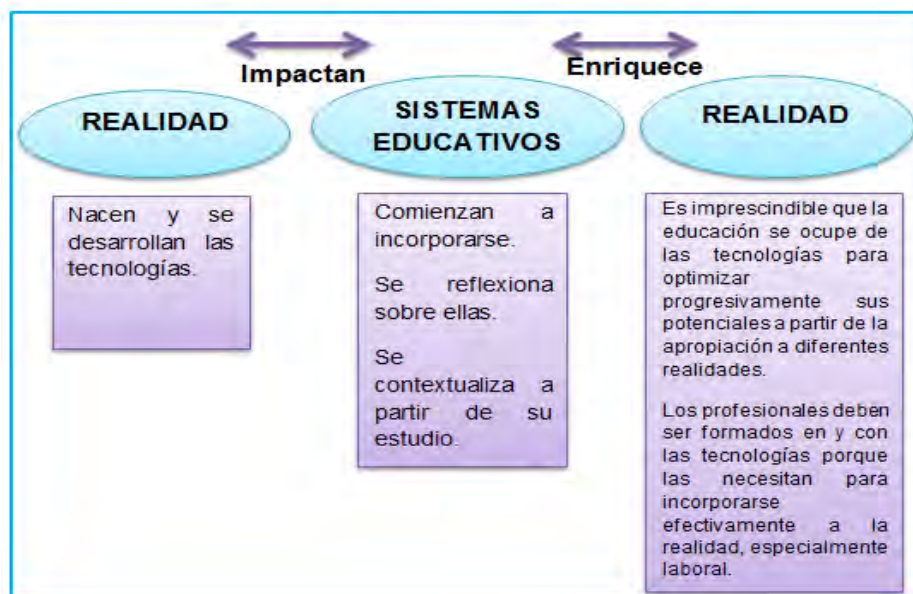 Impactan
Enriquece
REALIDAD
SISTEMAS
EDUCATIVOS
REALIDAD
Nacen y se
desarrollan las
tecnologías.
Comienzan a
incorporarse.
Se reflexiona
sobre ellas.
Se
contextualiza a
partir de su
estudio.
Es imprescindible que la
educación se ocupe de
las tecnologías para
optimizar
progresivamente sus
potenciales a partir de la
apropiación a diferentes
realidades.
Los profesionales deben
ser formados en y con
las tecnologías porque
las necesitan para
incorporarse
efectivamente a la
realidad, especialmente
laboral.